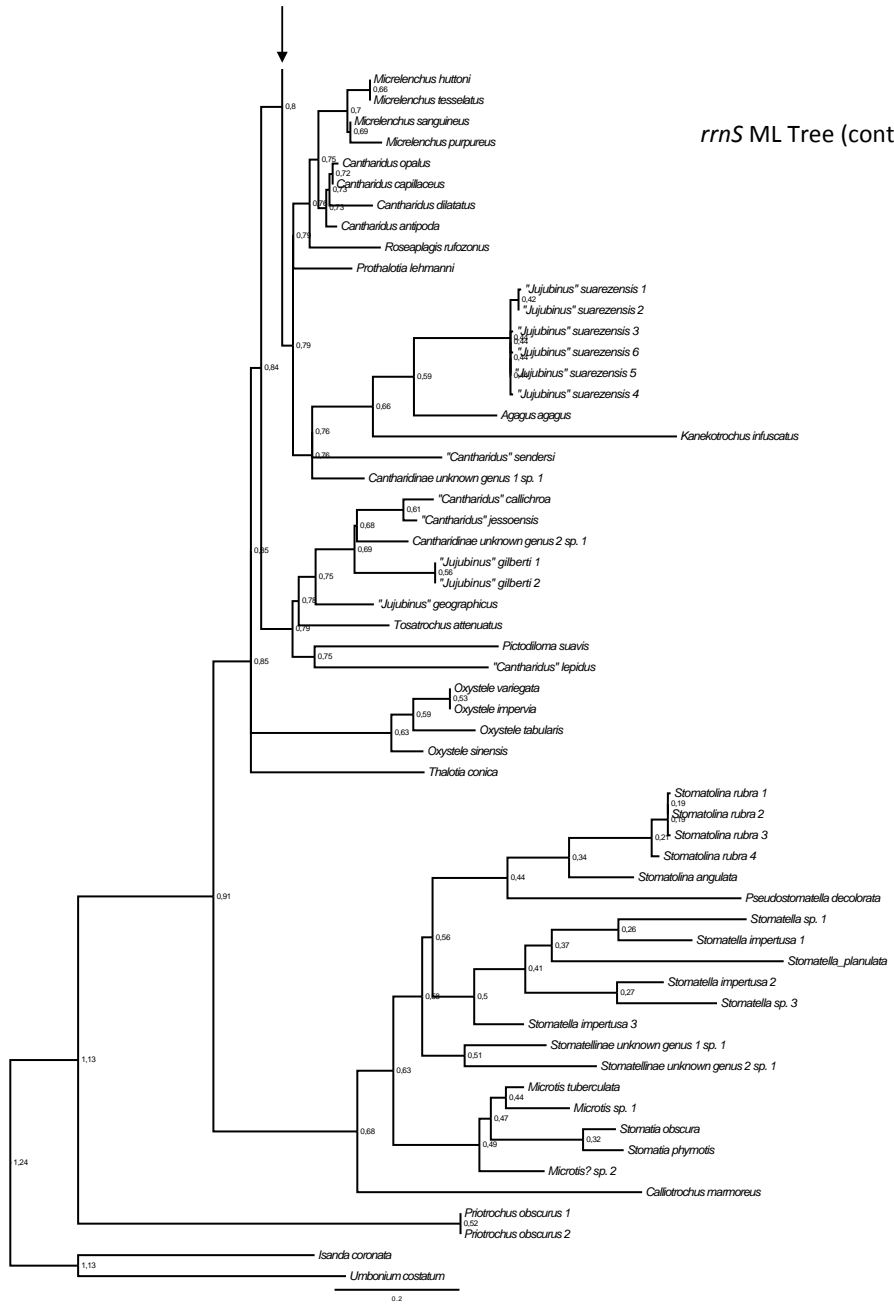 rrnS ML Tree (cont
Micrelenchus huttoni
0,66
Micrelenchus tesselatus
0,8
0,7
Micrelenchus sanguineus
0,69
Micrelenchus purpureus
0,75
Cantharidus opalus
0,72
Cantharidus capillaceus
0,73
0,76
0,73
Cantharidus dilatatus
Cantharidus antipoda
0,79
Roseaplagis rufozonus
Prothalotia lehmanni
"Jujubinus" suarezensis 1
0,42
"Jujubinus" suarezensis 2
"Jujubinus" suarezensis 3
0,44
0,79
"Jujubinus" suarezensis 6
0,44
0,84
0,59
"Jujubinus" suarezensis 5
"Jujubinus" suarezensis 4
0,66
Agagus agagus
0,76
Kanekotrochus infuscatus
0,76
"Cantharidus" sendersi
Cantharidinae unknown genus 1 sp. 1
"Cantharidus" callichroa
0,61
"Cantharidus" jessoensis
0,68
Cantharidinae unknown genus 2 sp. 1
0,85
0,69
"Jujubinus" gilberti 1
0,56
0,75
"Jujubinus" gilberti 2
0,78
"Jujubinus" geographicus
Tosatrochus attenuatus
0,79
Pictodiloma suavis
0,75
"Cantharidus" lepidus
0,85
Oxystele variegata
0,53
Oxystele impervia
0,59
Oxystele tabularis
0,63
Oxystele sinensis
Thalotia conica
Stomatolina rubra 1
0,19
Stomatolina rubra 2
0,19
Stomatolina rubra 3
0,21
Stomatolina rubra 4
0,34
Stomatolina angulata
0,44
0,91
Pseudostomatella decolorata
Stomatella sp. 1
0,26
0,56
Stomatella impertusa 1
0,37
Stomatella_planulata
0,41
Stomatella impertusa 2
0,27
0,5
Stomatella sp. 3
Stomatella impertusa 3
Stomatellinae unknown genus 1 sp. 1
0,51
1,13
Stomatellinae unknown genus 2 sp. 1
0,63
Microtis tuberculata
0,44
Microtis sp. 1
0,47
Stomatia obscura
0,68
0,32
0,49
Stomatia phymotis
1,24
Microtis? sp. 2
Calliotrochus marmoreus
Priotrochus obscurus 1
0,52
Priotrochus obscurus 2
Isanda coronata
1,13
Umbonium costatum
0.2